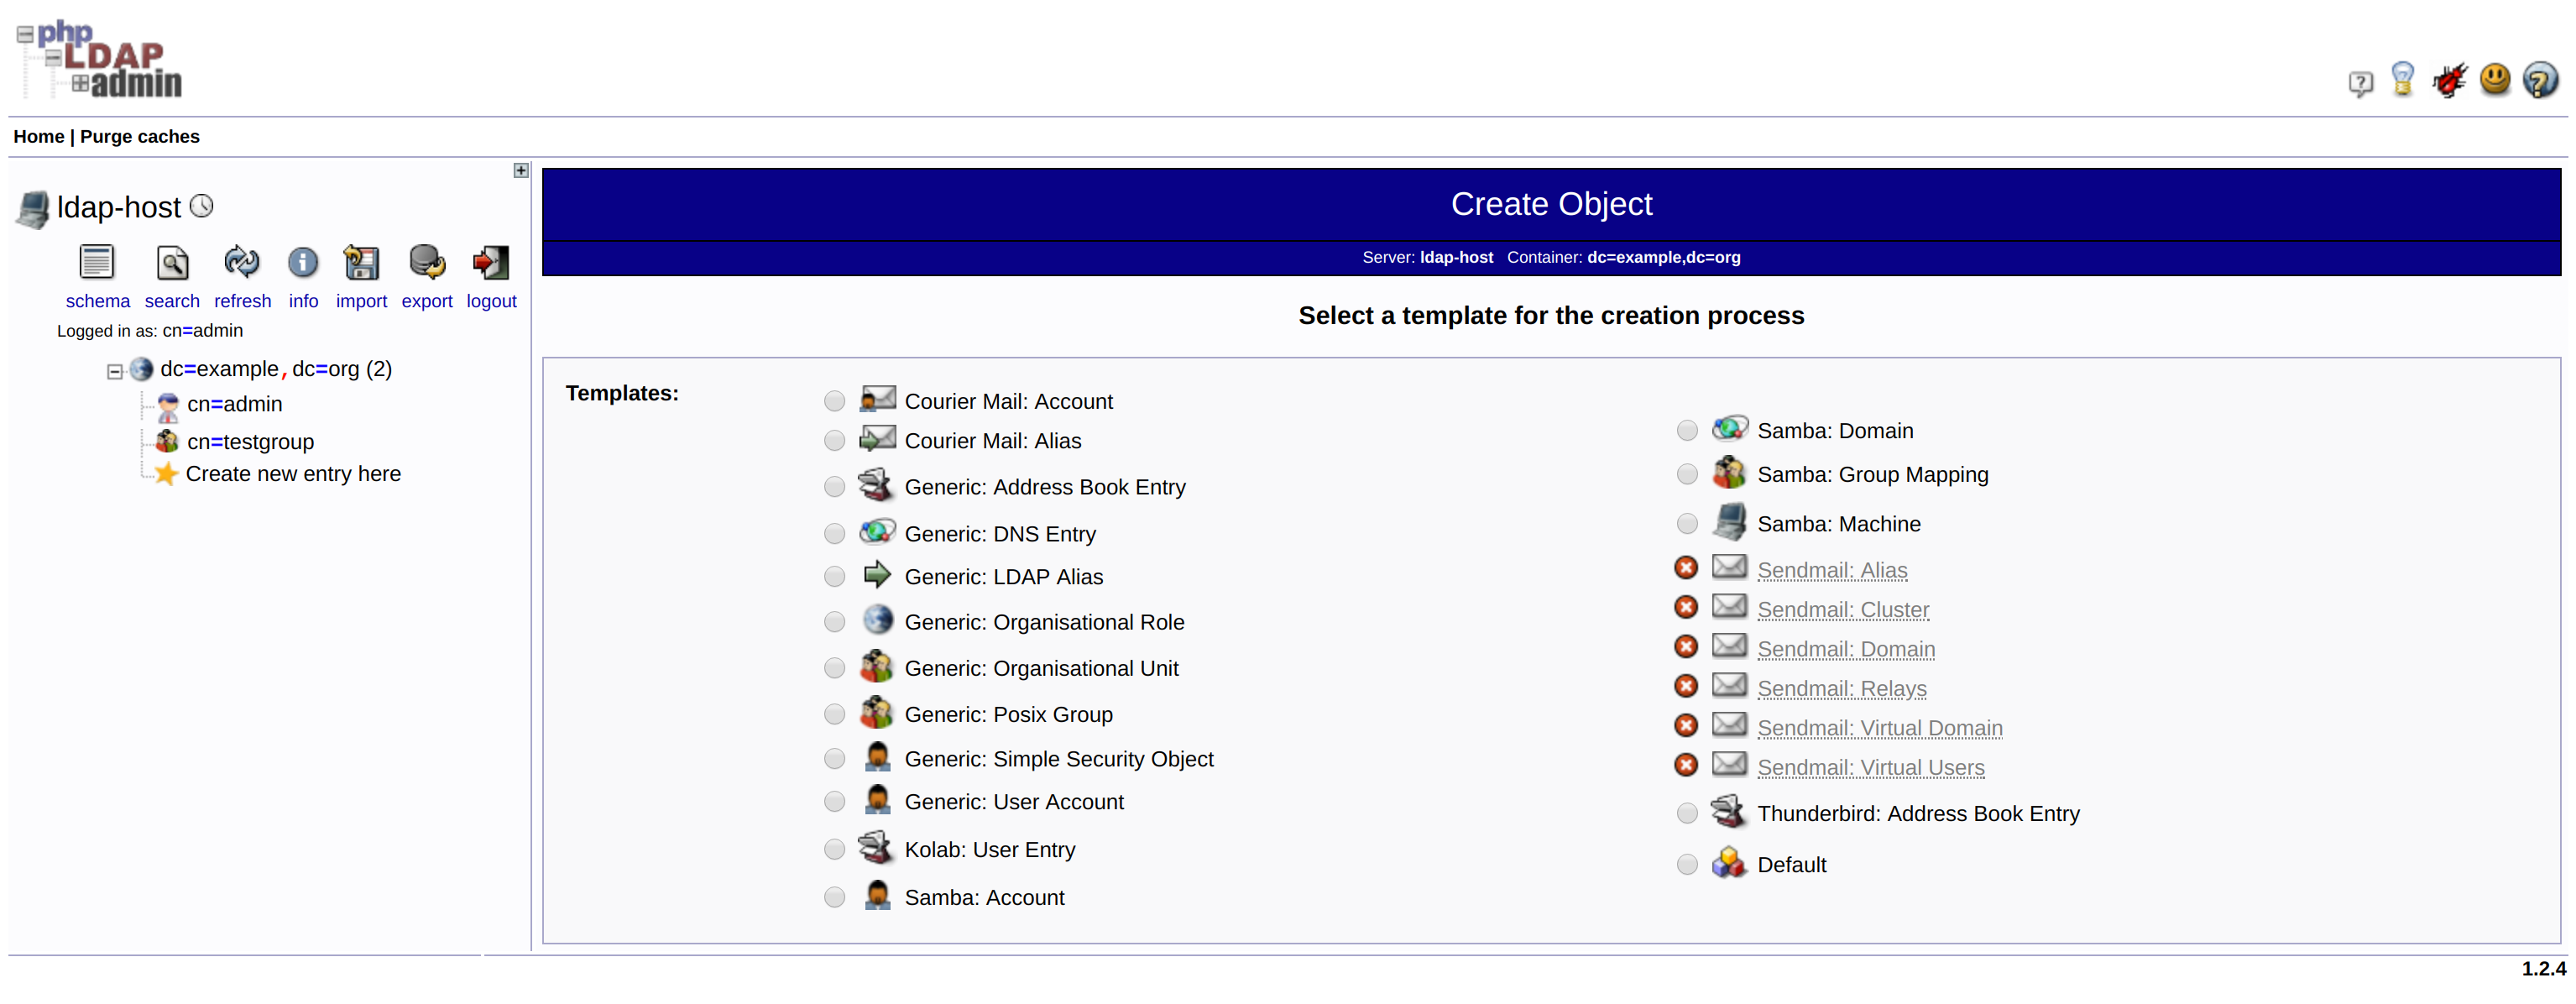 php
LDAP
admin
Home | Purge caches
ldap-host
schema search refresh info import export logout
Logged in as: cn=admin
dc=example,dc=org (2)
cn=admin
cn=testgroup
Create new entry here
Create Object
Server: ldap-host Container: dc=example,dc=org
Select a template for the creation process
Templates:
Courier Mail: Account
Courier Mail: Alias
Generic: Address Book Entry
Generic: DNS Entry
Generic: LDAP Alias
Generic: Organisational Role
Generic: Organisational Unit
Generic: Posix Group
Generic: Simple Security Object
Generic: User Account
Kolab: User Entry
Samba: Account
Samba: Domain
Samba: Group Mapping
Samba: Machine
Sendmail: Alias
Sendmail: Cluster
Sendmail: Domain
Sendmail: Relays
Sendmail: Virtual Domain
Sendmail: Virtual Users
Thunderbird: Address Book Entry
Default
1.2.4